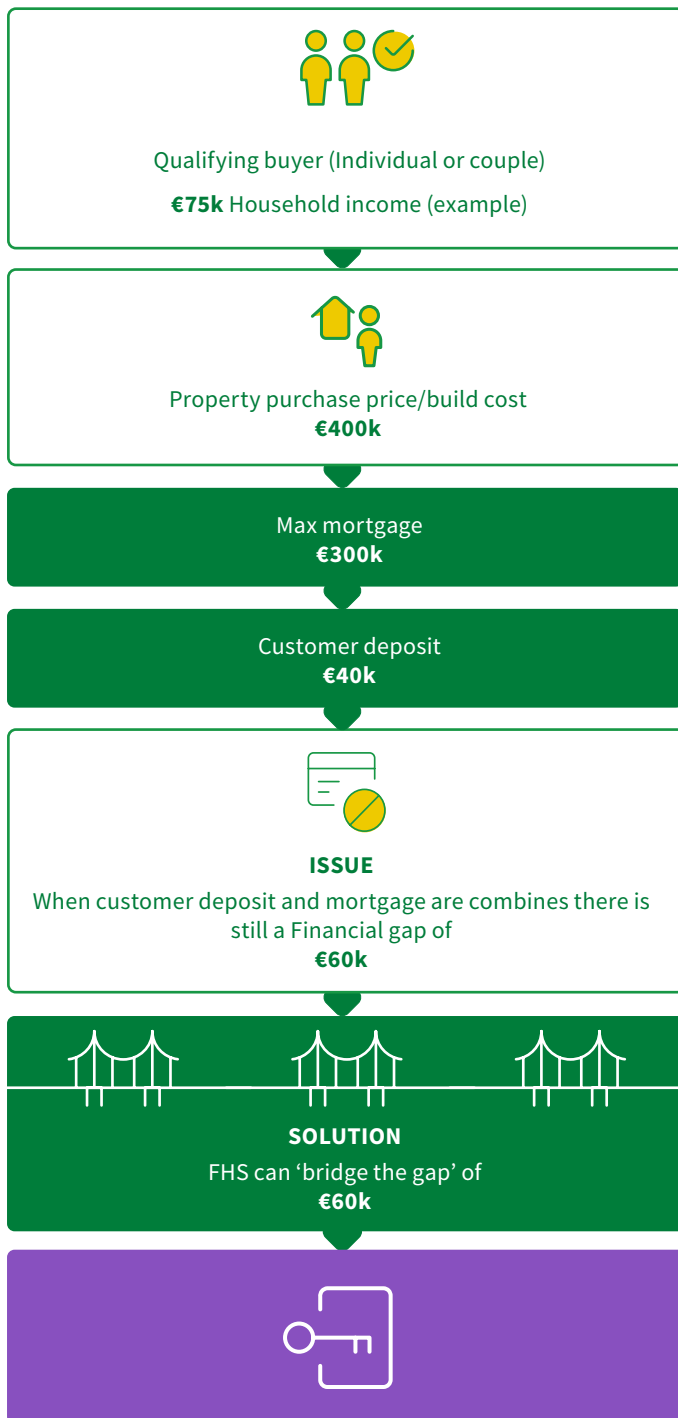 Qualifying buyer (Individual or couple)
€75k Household income (example)
Property purchase price/build cost
€400k
Max mortgage
€300k
Customer deposit
€40k
ISSUE
When customer deposit and mortgage are combines there is
still a Financial gap of
€60k
SOLUTION
FHS can ‘bridge the gap’ of
€60k